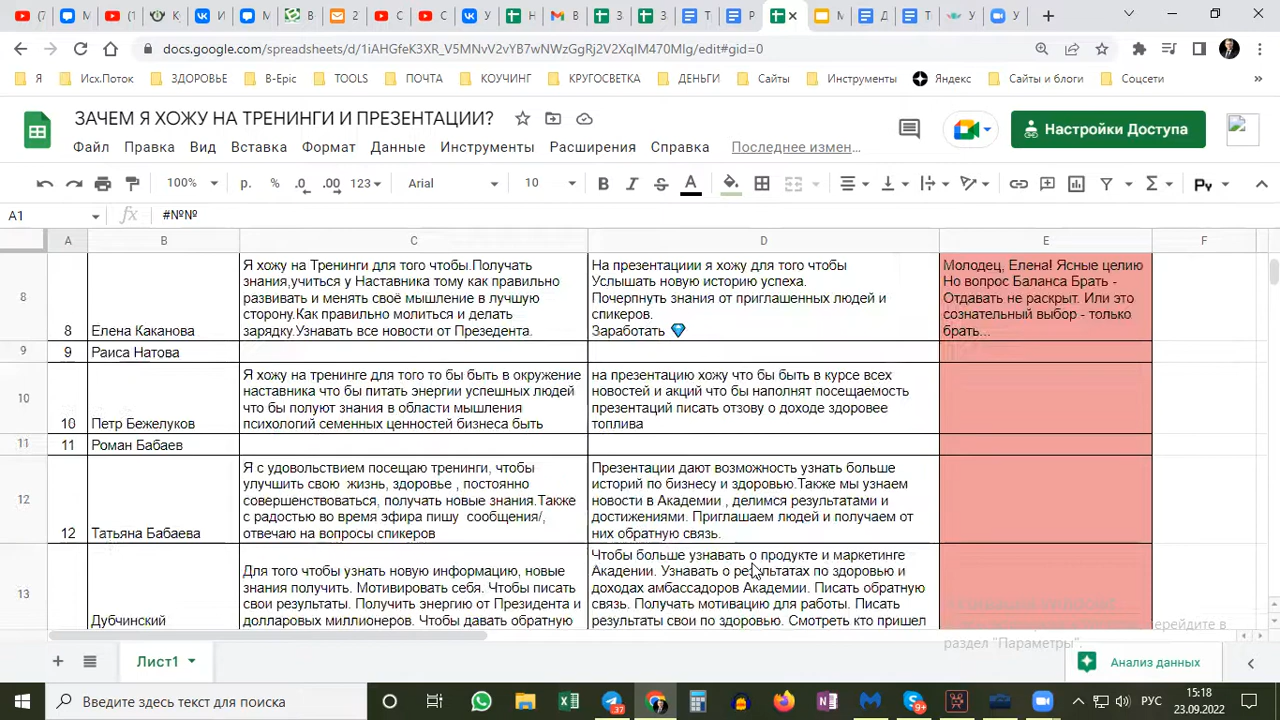 docs.google.com/spreadsheets/d/1iAHGfeK3XR_V5MNvV2vYB7wNWzGgRj2V2XqIM470MIg/edit#gid=0
Я Исх.Поток ЗДОРОВЬЕ B-Epic TOOLS ПОЧТА КОУЧИНГ КРУГОСВЕТКА ДЕНЬГИ Сайты Инструменты Яндекс Сайты и блоги Соцсети
ЗАЧЕМ Я ХОЖУ НА ТРЕНИНГИ И ПРЕЗЕНТАЦИИ?
Настройки Доступа
Файл Правка Вид Вставка Формат Данные Инструменты Расширения Справка Последнее измен...
100% р. % .0 .00 123 Arial 10
A1 #№№
A B C D E F
8
8 Елена Каканова
Я хожу на Тренинги для того чтобы.Получать
знания,учиться у Наставника тому как правильно
развивать и менять своё мышление в лучшую
сторону.Как правильно молиться и делать
зарядку.Узнавать все новости от Презедента.
На презентациии я хожу для того чтобы
Услышать новую историю успеха.
Почерпнуть знания от приглашенных людей и
спикеров.
Заработать 💎
Молодец, Елена! Ясные целию
Но вопрос Баланса Брать -
Отдавать не раскрыт. Или это
сознательный выбор - только
брать...
9 9 Раиса Натова
10
10 Петр Бежелуков
Я хожу на тренинге для того то бы быть в окружение
наставника что бы питать энергии успешных людей
что бы полуют знания в области мышления
психологий семенных ценностей бизнеса быть
на презентацию хожу что бы быть в курсе всех
новостей и акций что бы наполнят посещаемость
презентаций писать отзову о доходе здоровее
топлива
11 11 Роман Бабаев
12
12 Татьяна Бабаева
Я с удовольствием посещаю тренинги, чтобы
улучшить свою жизнь, здоровье , постоянно
совершенствоваться, получать новые знания.Также
с радостью во время эфира пишу сообщения/,
отвечаю на вопросы спикеров
Презентации дают возможность узнать больше
историй по бизнесу и здоровью.Также мы узнаем
новости в Академии , делимся результатами и
достижениями. Приглашаем людей и получаем от
них обратную связь.
13
Дубчинский
Для того чтобы узнать новую информацию, новые
знания получить. Мотивировать себя. Чтобы писать
свои результаты. Получить энергию от Президента и
долларовых миллионеров. Чтобы давать обратную
Чтобы больше узнавать о продукте и маркетинге
Академии. Узнавать о результатах по здоровью и
доходах амбассадоров Академии. Писать обратную
связь. Получать мотивацию для работы. Писать
результаты свои по здоровью. Смотреть кто пришел
перейдите в
раздел "Параметры".
Лист1
Анализ данных
Введите здесь текст для поиска
37
9+
РУС
15:18
23.09.2022